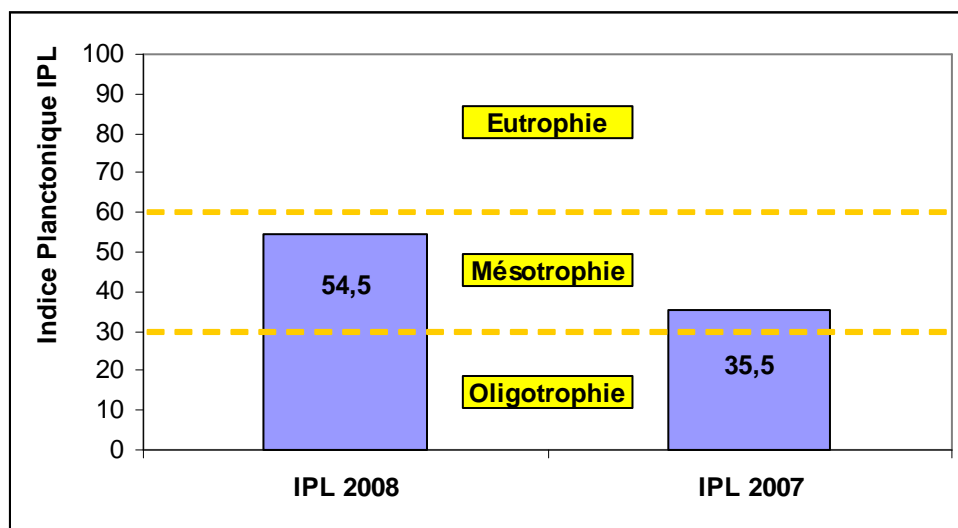 Indice Planctonique IPL
100
90
80
70
60
50
40
30
20
10
0
Eutrophie
Mésotrophie
Oligotrophie
54,5
35,5
IPL 2008
IPL 2007